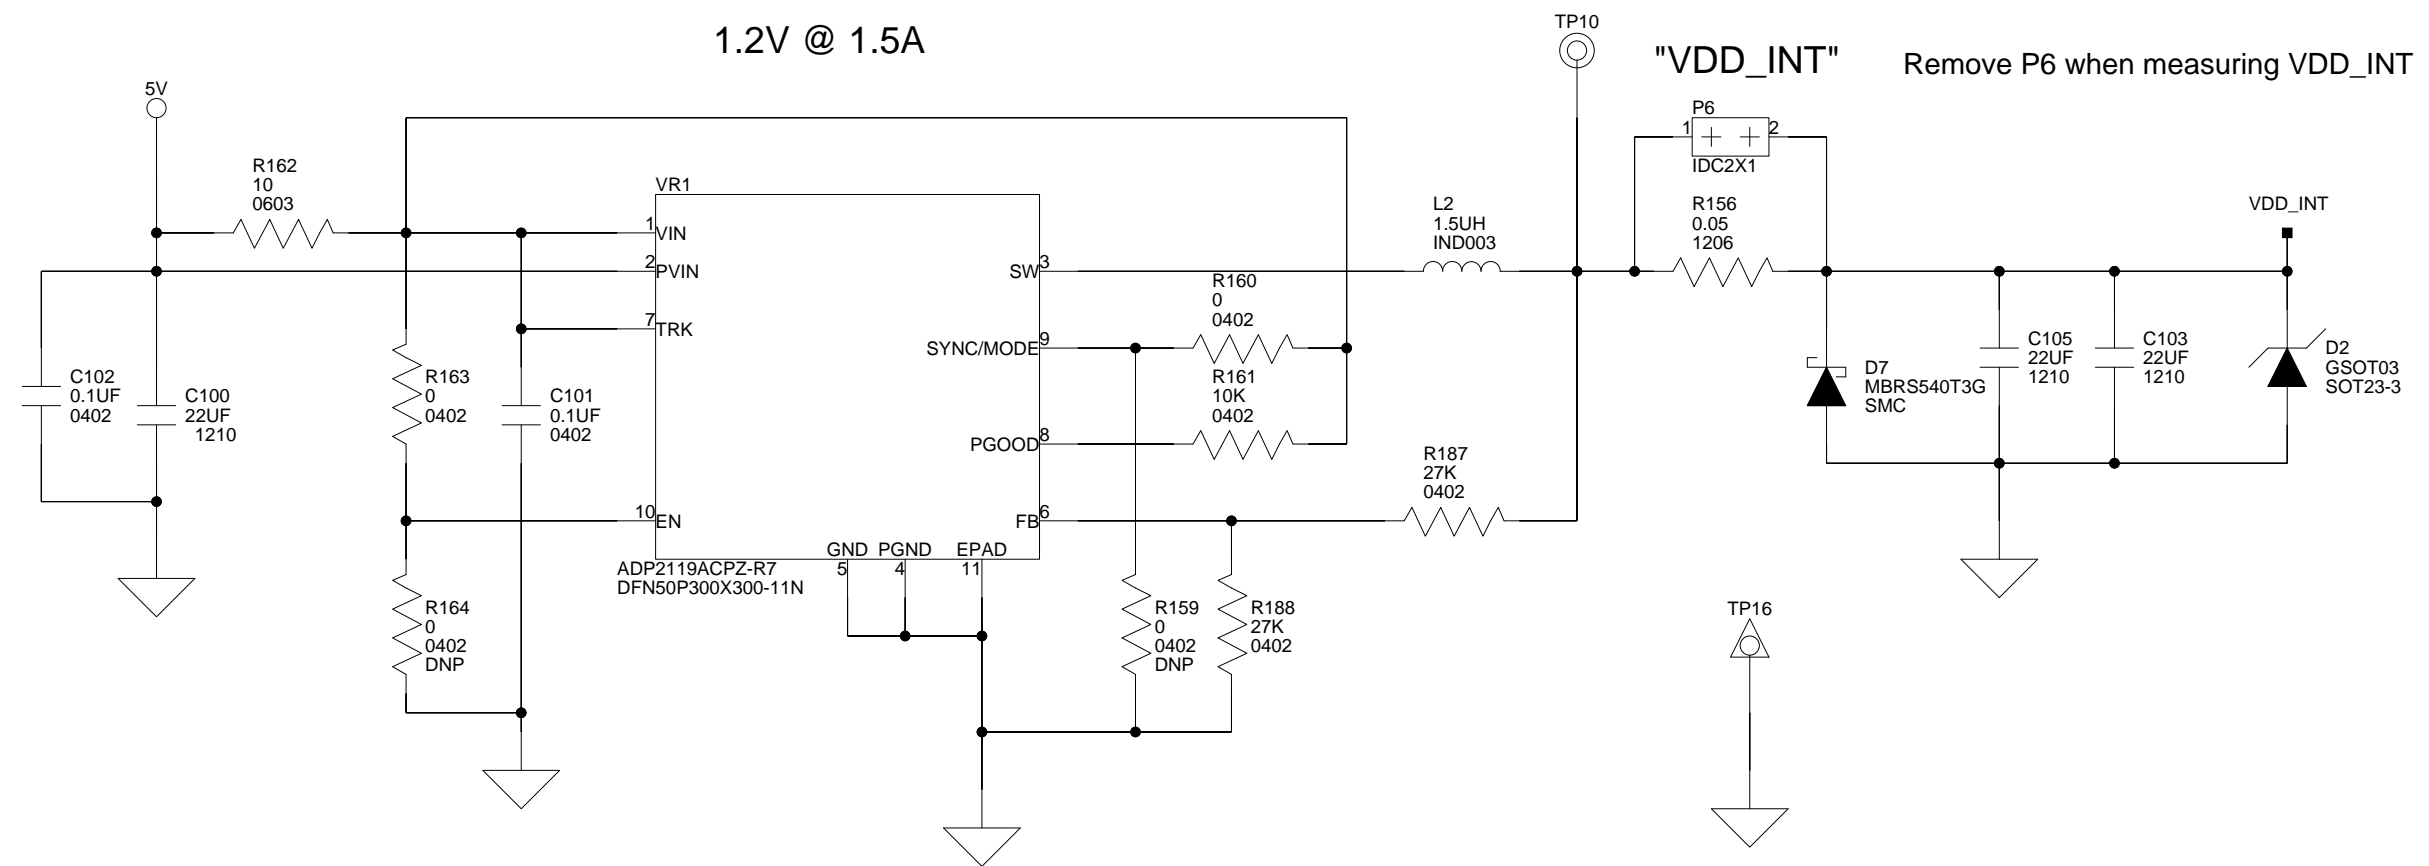 1.2V @ 1.5A
TP10
"VDD_INT"
Remove P6 when measuring VDD_INT
5V
P6
1
2
IDC2X1
R162
10
0603
VR1
1
VIN
2
PVIN
7
TRK
10
EN
SW
3
SYNC/MODE
9
PGOOD
8
FB
6
GND
PGND
EPAD
5
4
11
ADP2119ACPZ-R7
DFN50P300X300-11N
L2
1.5UH
IND003
R156
0.05
1206
VDD_INT
R160
0
0402
R161
10K
0402
R187
27K
0402
C102
0.1UF
0402
C100
22UF
1210
R163
0
0402
C101
0.1UF
0402
D7
MBRS540T3G
SMC
C105
22UF
1210
C103
22UF
1210
D2
GSOT03
SOT23-3
R164
0
0402
DNP
R159
0
0402
DNP
R188
27K
0402
TP16